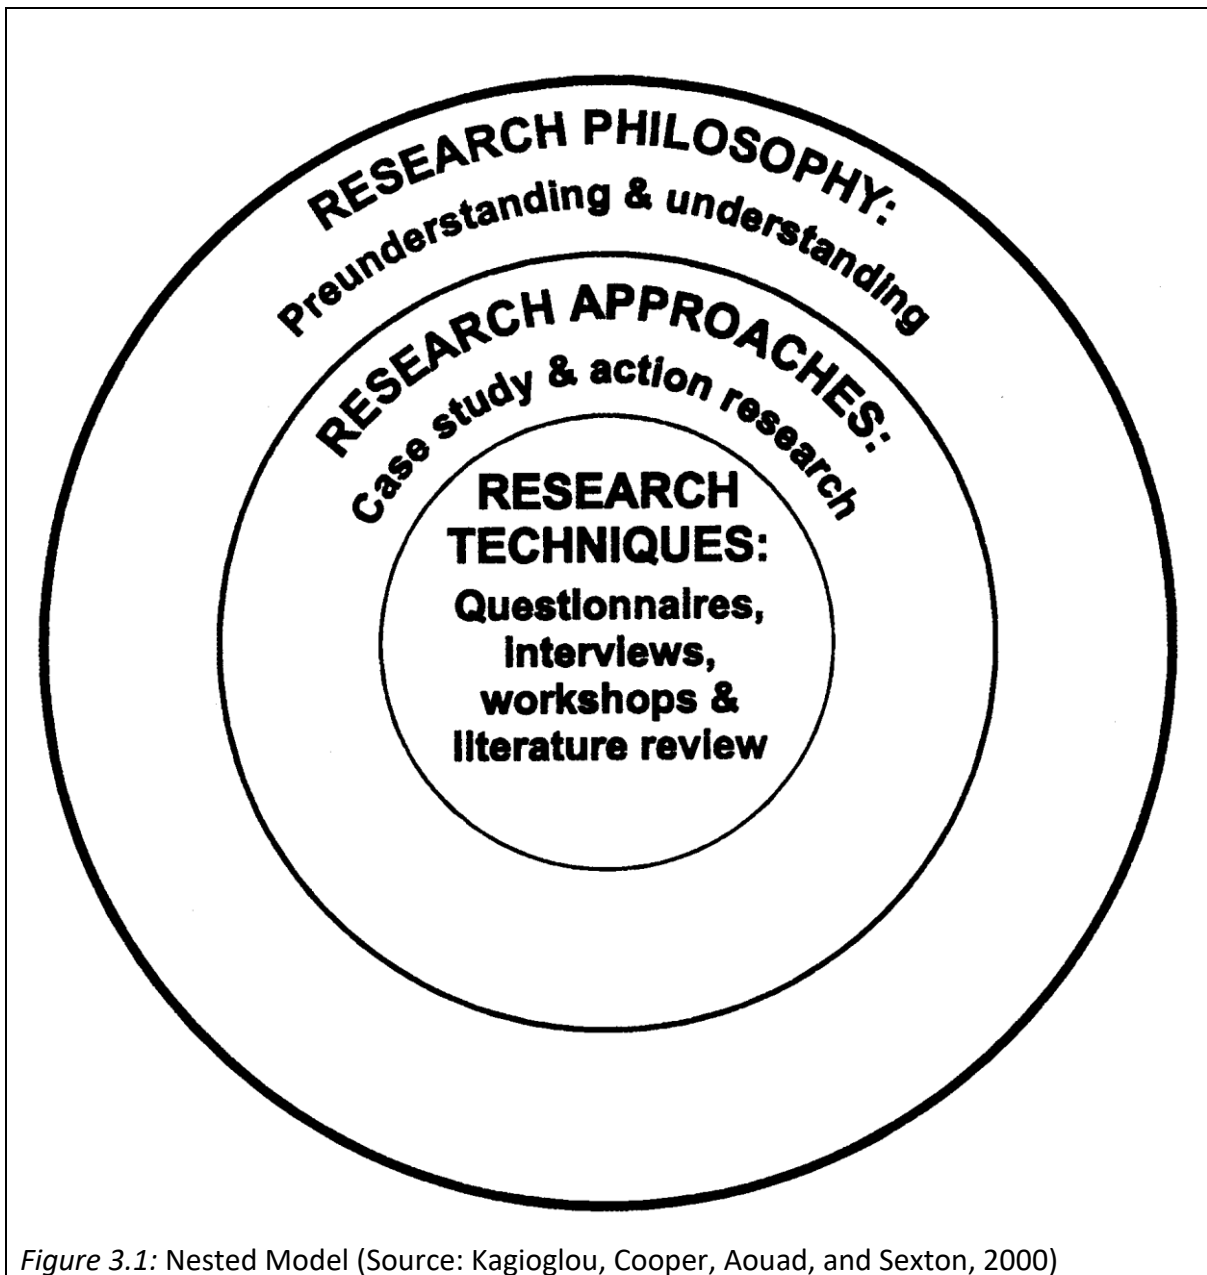 RESEARCH PHILOSOPHY:
Preunderstanding & understanding
RESEARCH APPROACHES:
Case study & action research
RESEARCH
TECHNIQUES:
Questionnaires,
interviews,
workshops &
literature review
Figure 3.1: Nested Model (Source: Kagioglou, Cooper, Aouad, and Sexton, 2000)